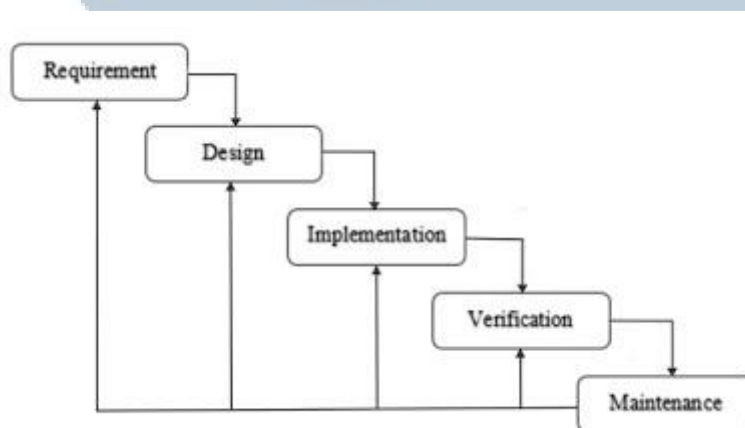 Requirement
Design
Implementation
Verification
Maintenance